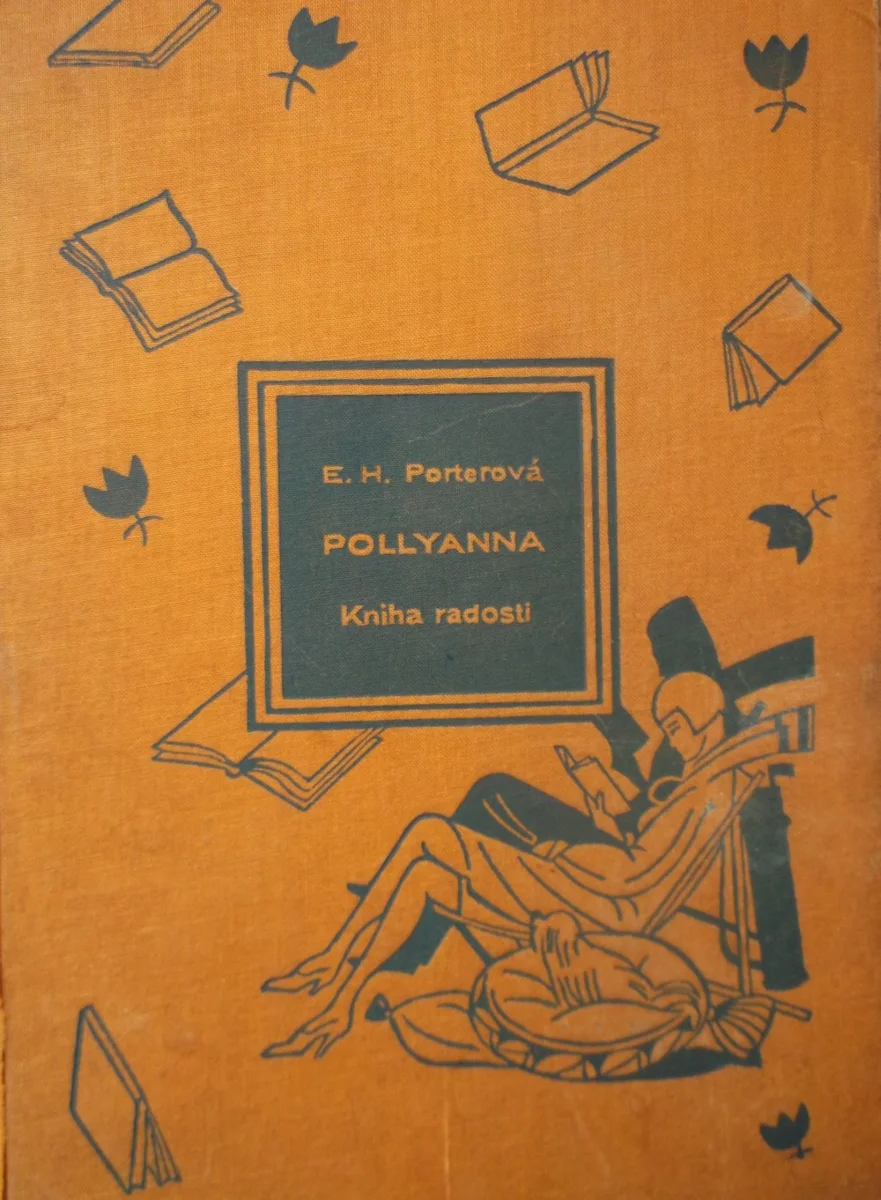 E. H. Porterová
POLLYANNA
Kniha radosti